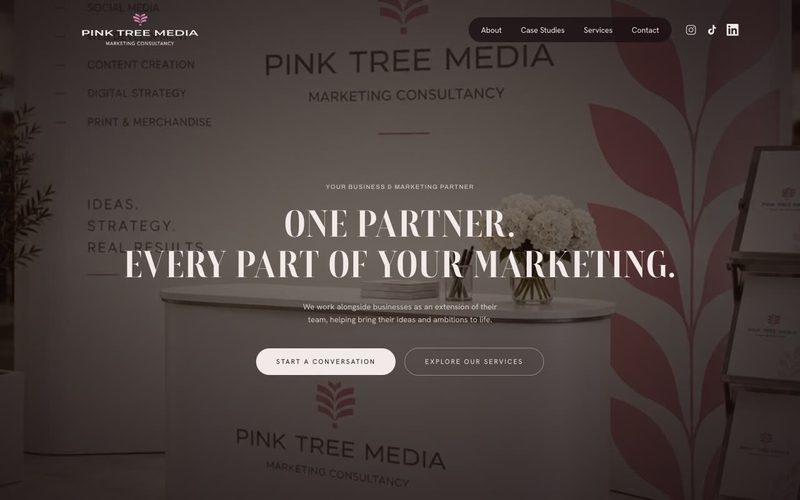 SOCIAL MEDIA
PINK TREE MEDIA
MARKETING CONSULTANCY
About
Case Studies
Services
Contact
CONTENT CREATION
DIGITAL STRATEGY
PRINT & MERCHANDISE
PINK TREE MEDIA
MARKETING CONSULTANCY
YOUR BUSINESS & MARKETING PARTNER
IDEAS.
STRATEGY.
REAL RESULTS.
ONE PARTNER.
EVERY PART OF YOUR MARKETING.
We work alongside businesses as an extension of their
team, helping bring their ideas and ambitions to life.
START A CONVERSATION
EXPLORE OUR SERVICES
PINK TREE MEDIA
MARKETING CONSULTANCY